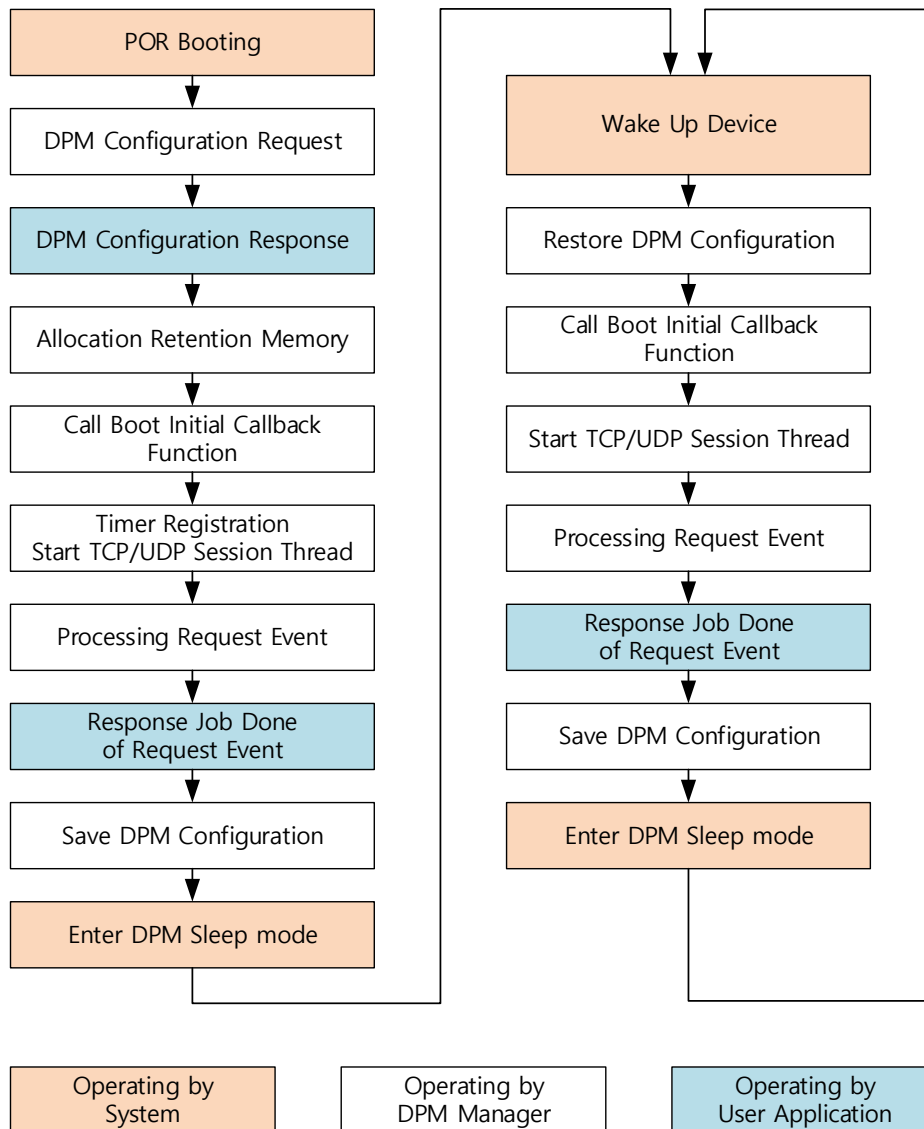 POR Booting
DPM Configuration Request
DPM Configuration Response
Allocation Retention Memory
Call Boot Initial Callback
Function
Timer Registration
Start TCP/UDP Session Thread
Processing Request Event
Response Job Done
of Request Event
Save DPM Configuration
Enter DPM Sleep mode
Wake Up Device
Restore DPM Configuration
Call Boot Initial Callback
Function
Start TCP/UDP Session Thread
Processing Request Event
Response Job Done
of Request Event
Save DPM Configuration
Enter DPM Sleep mode
Operating by
System
Operating by
DPM Manager
Operating by
User Application